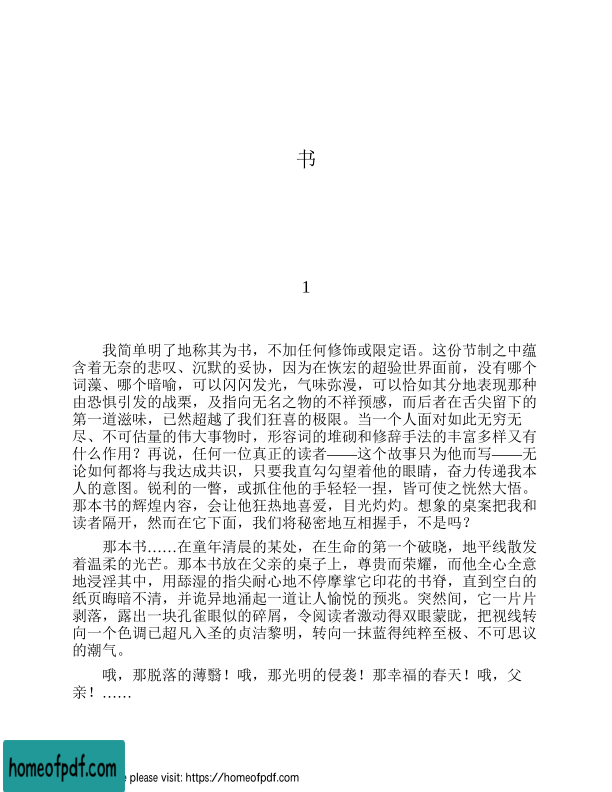 书
1
我简单明了地称其为书，不加任何修饰或限定语。这份节制之中蕴
含着无奈的悲叹、沉默的妥协，因为在恢宏的超验世界面前，没有哪个
词藻、哪个暗喻，可以闪闪发光，气味弥漫，可以恰如其分地表现那种
由恐惧引发的战栗，及指向无名之物的不祥预感，而后者在舌尖留下的
第一道滋味，已然超越了我们狂喜的极限。当一个人面对如此无穷无
尽、不可估量的伟大事物时，形容词的堆砌和修辞手法的丰富多样又有
什么作用？再说，任何一位真正的读者——这个故事只为他而写——无
论如何都将与我达成共识，只要我直勾勾望着他的眼睛，奋力传递我本
人的意图。锐利的一瞥，或抓住他的手轻轻一捏，皆可使之恍然大悟。
那本书的辉煌内容，会让他狂热地喜爱，目光灼灼。想象的桌案把我和
读者隔开，然而在它下面，我们将秘密地互相握手，不是吗？
那本书……在童年清晨的某处，在生命的第一个破晓，地平线散发
着温柔的光芒。那本书放在父亲的桌子上，尊贵而荣耀，而他全心全意
地浸淫其中，用舔湿的指尖耐心地不停摩挲它印花的书脊，直到空白的
纸页晦暗不清，并诡异地涌起一道让人愉悦的预兆。突然间，它一片片
剥落，露出一块孔雀眼似的碎屑，令阅读者激动得双眼蒙眬，把视线转
向一个色调已超凡入圣的贞洁黎明，转向一抹蓝得纯粹至极、不可思议
的潮气。
哦，那脱落的薄翳！哦，那光明的侵袭！那幸福的春天！哦，父
亲！……
homeofpdf.com
e please visit: https://homeofpdf.com